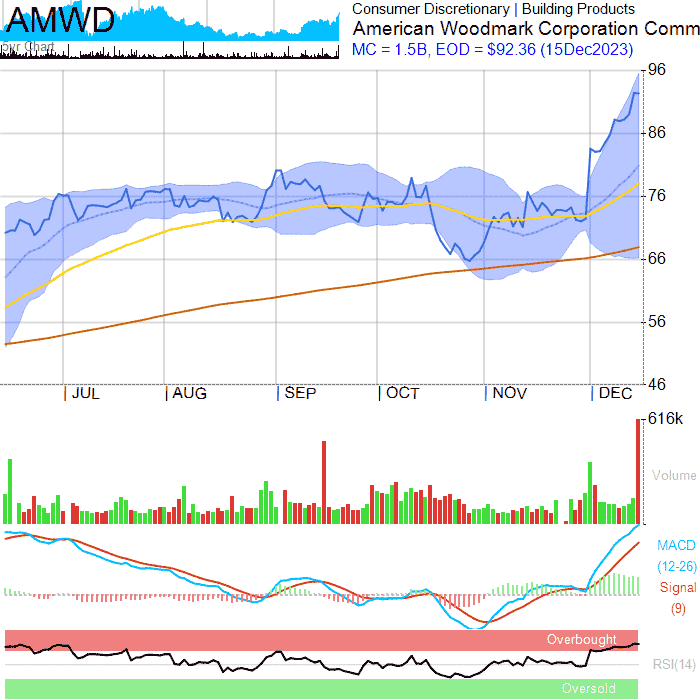 AMWD
5yr Chart
Consumer Discretionary | Building Products
American Woodmark Corporation Comm
MC = 1.5B, EOD = $92.36 (15Dec2023)
96
86
76
66
56
46
JUL AUG SEP OCT NOV DEC
616k
Volume
MACD
(12-26)
Signal
(9)
Overbought
RSI(14)
Oversold